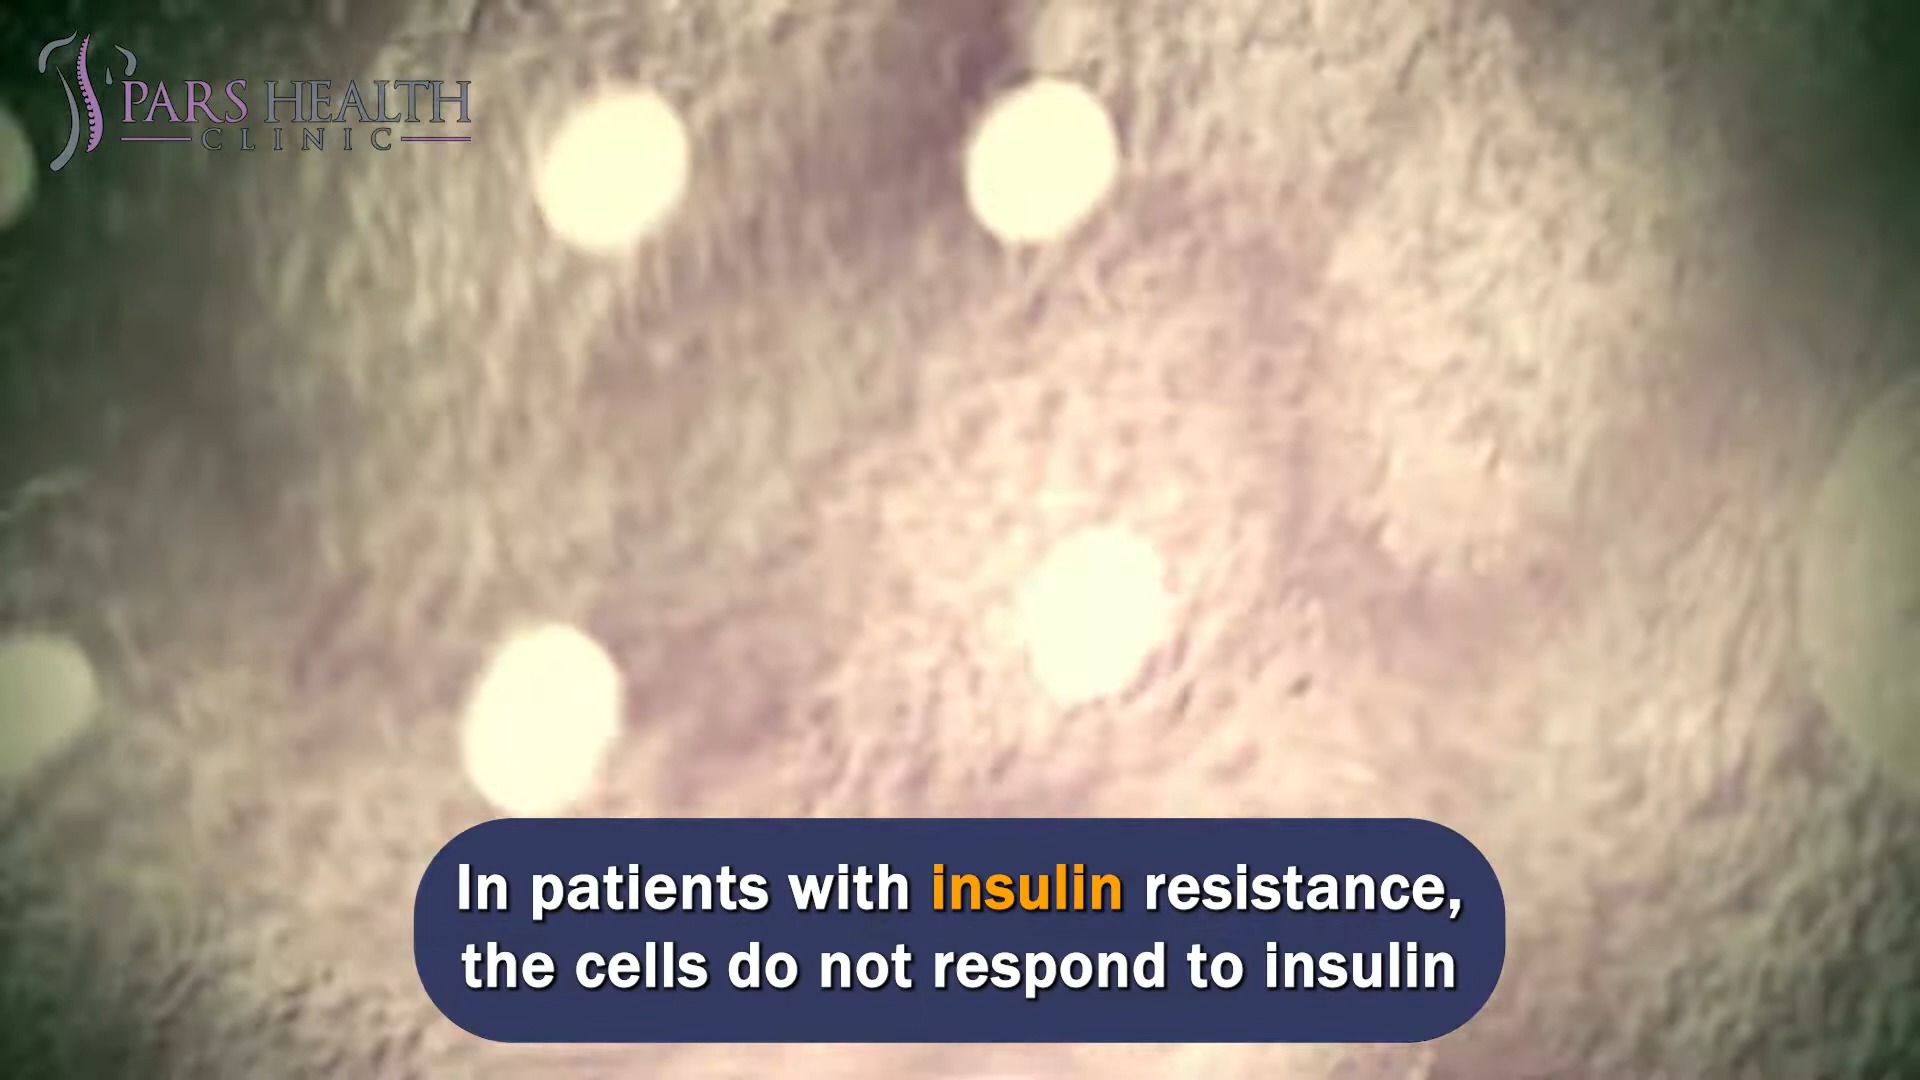 PARS HEALTH
CLINIC
In patients with insulin resistance,
the cells do not respond to insulin